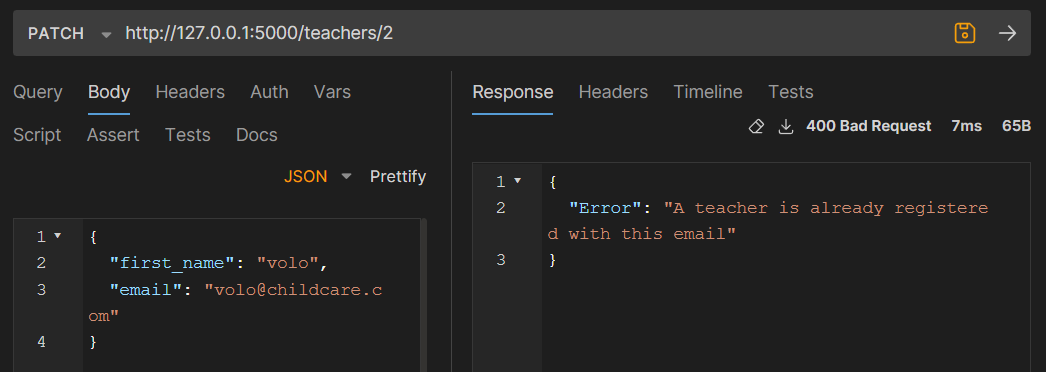 PATCH http://127.0.0.1:5000/teachers/2
Query Body Headers Auth Vars
Script Assert Tests Docs
JSON Prettify
1 {
2 "first_name": "volo",
3 "email": "volo@childcare.c
om"
4 }
Response Headers Timeline Tests
400 Bad Request 7ms 65B
1 {
2 "Error": "A teacher is already registere
d with this email"
3 }